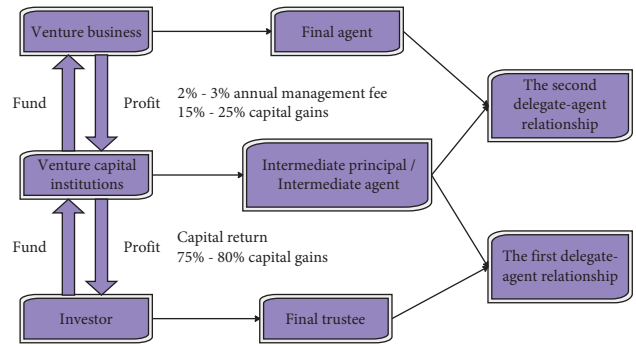 Venture business
Final agent
The second
delegate-agent
relationship
Fund
Profit
2% - 3% annual management fee
15% - 25% capital gains
Venture capital
institutions
Intermediate principal /
Intermediate agent
Fund
Profit
Capital return
75% - 80% capital gains
The first delegate-
agent relationship
Investor
Final trustee